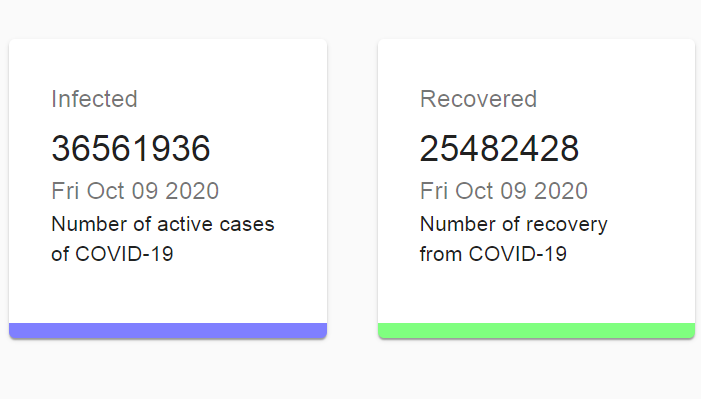 Infected
36561936
Fri Oct 09 2020
Number of active cases
of COVID-19
Recovered
25482428
Fri Oct 09 2020
Number of recovery
from COVID-19